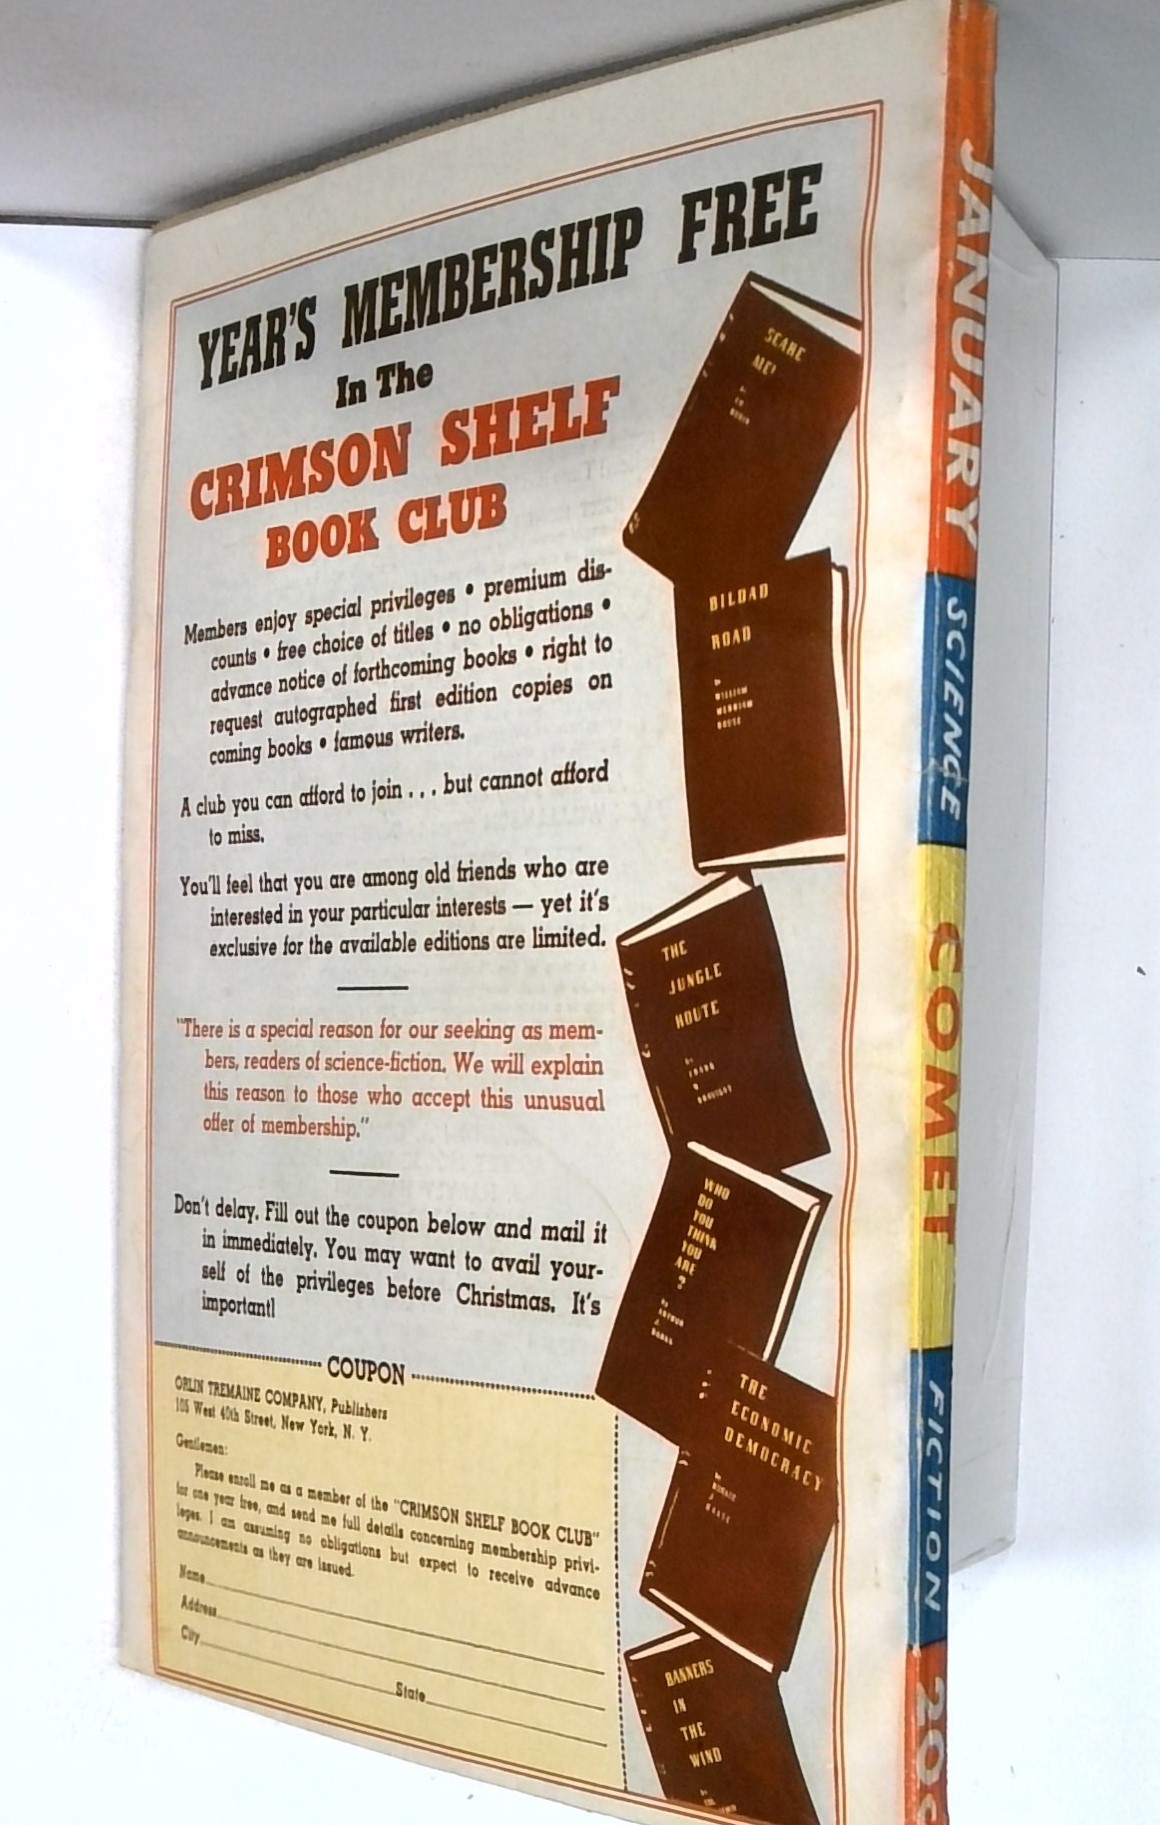 YEAR'S MEMBERSHIP FREE
In The
CRIMSON SHELF
BOOK CLUB
Members enjoy special privileges • premium dis-
counts • free choice of titles • no obligations •
advance notice of forthcoming books • right to
request autographed first edition copies on
coming books • famous writers.
A club you can afford to join . . . but cannot afford
to miss.
You'll feel that you are among old friends who are
interested in your particular interests — yet it's
exclusive for the available editions are limited.
"There is a special reason for our seeking as mem-
bers, readers of science-fiction. We will explain
this reason to those who accept this unusual
offer of membership."
Don't delay. Fill out the coupon below and mail it
in immediately. You may want to avail your-
self of the privileges before Christmas. It's
important!
COUPON
ORLIN TREMAINE COMPANY, Publishers
105 West 40th Street, New York, N. Y.
Gentlemen:
Please enroll me as a member of the "CRIMSON SHELF BOOK CLUB"
for one year free, and send me full details concerning membership privi-
leges. I am assuming no obligations but expect to receive advance
announcements as they are issued.
Name
Address
City
State
SCARE
ME!
BILDAD
ROAD
BY
WILLIAM
MERRIAM
ROUSE
THE
JUNGLE
ROUTE
BY
WHO
DO
YOU
THINK
YOU
ARE
?
BY
ARTHUR
J.
BURKS
THE
ECONOMIC
DEMOCRACY
BY
BANNERS
IN
THE
WIND
JANUARY
SCIENCE
COMET
FICTION
20¢